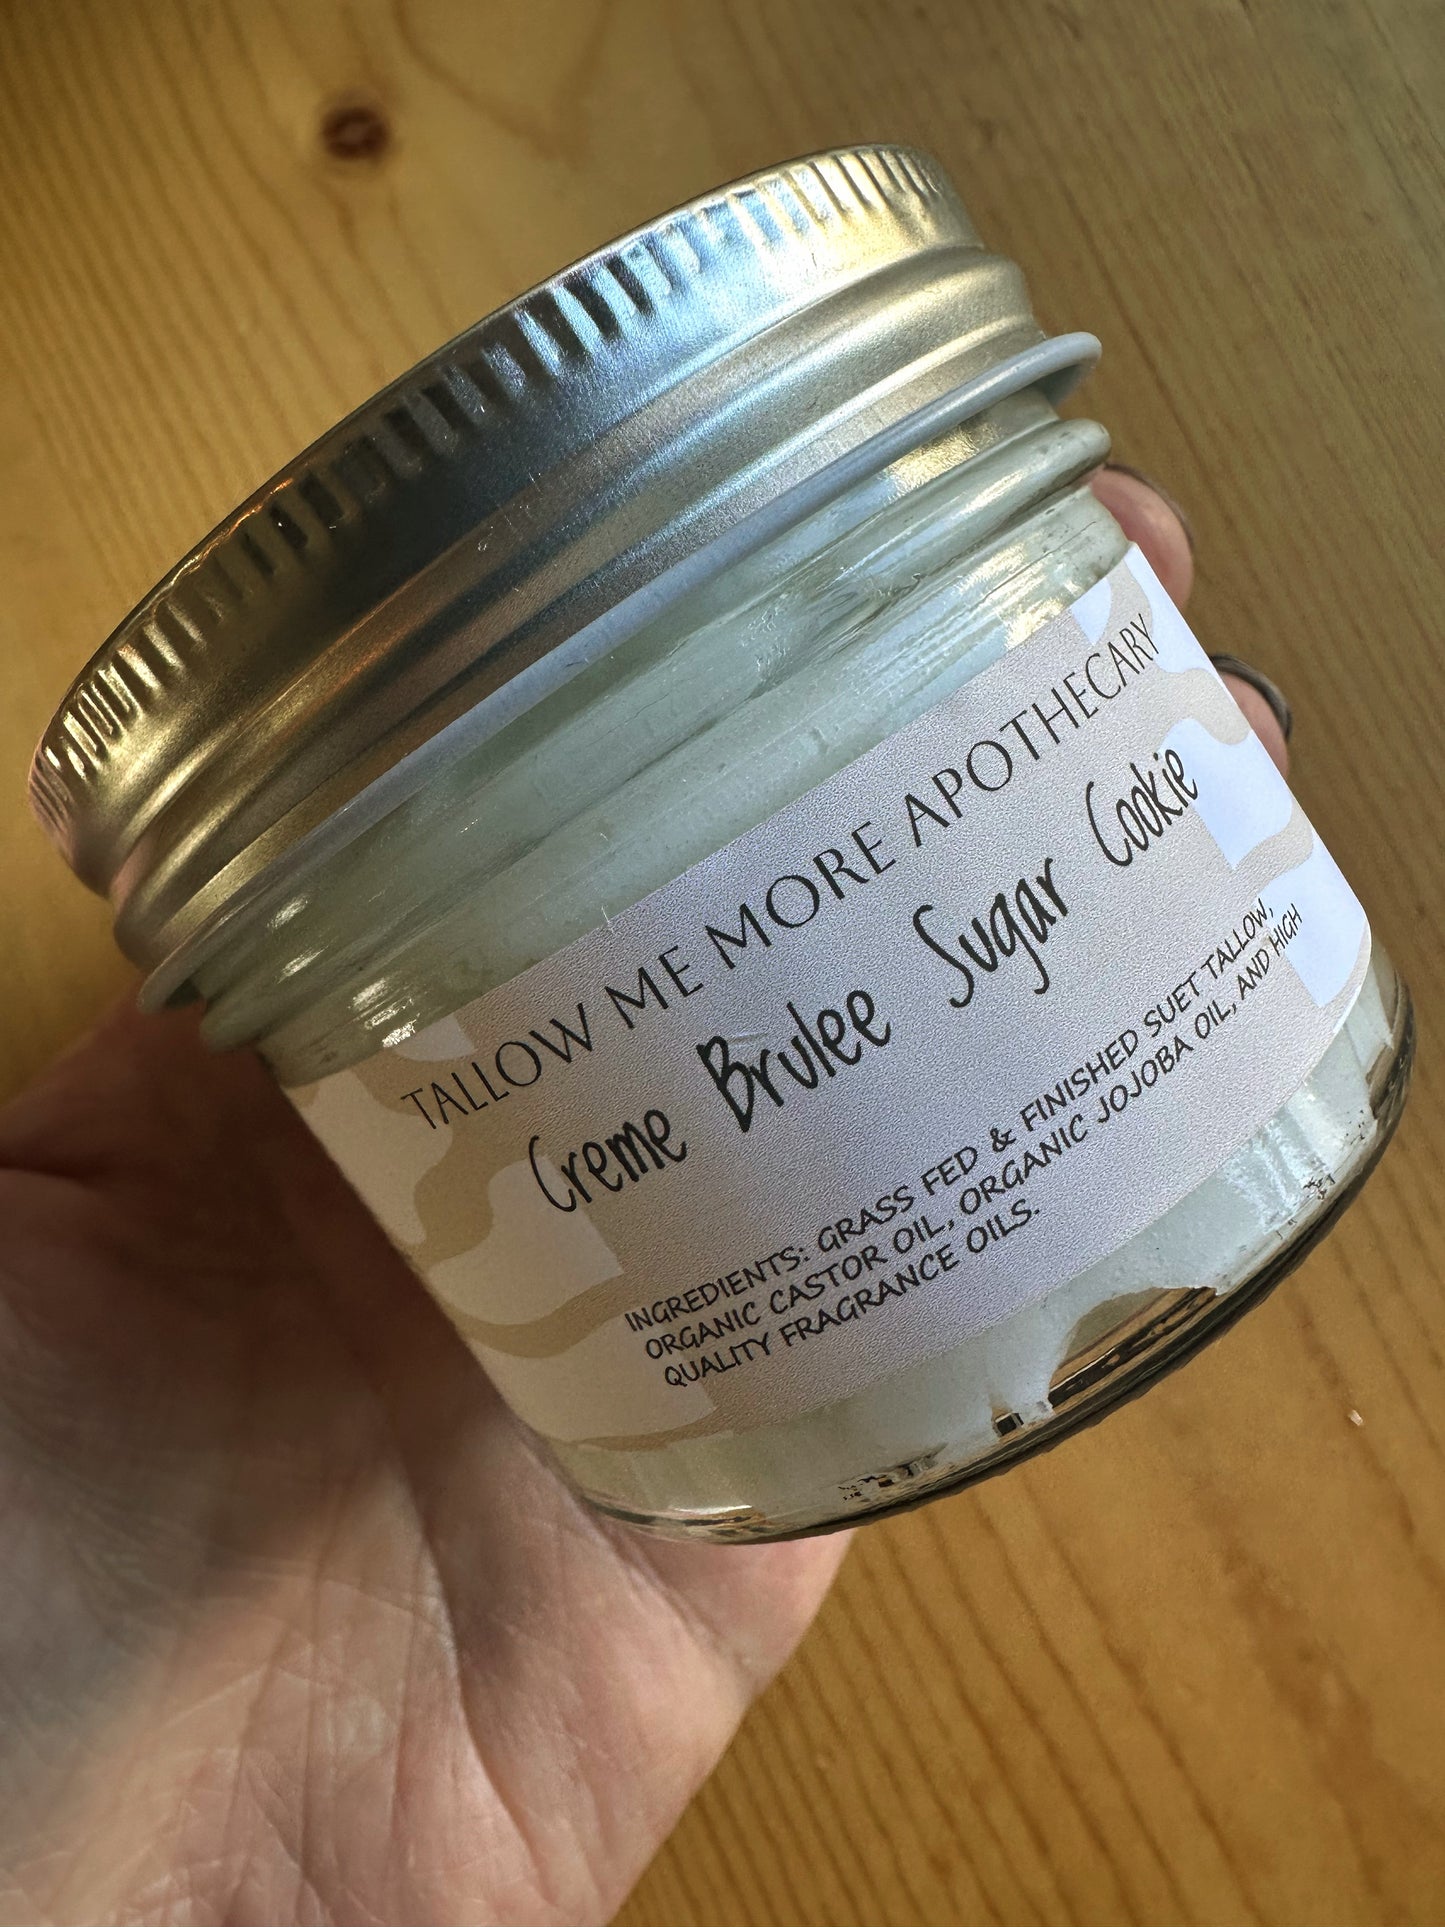 TALLOW ME MORE APOTHECARY
Creme Brulee Sugar Cookie
INGREDIENTS: GRASS FED & FINISHED SUET TALLOW,
ORGANIC CASTOR OIL, ORGANIC JOJOBA OIL, AND HIGH
QUALITY FRAGRANCE OILS.